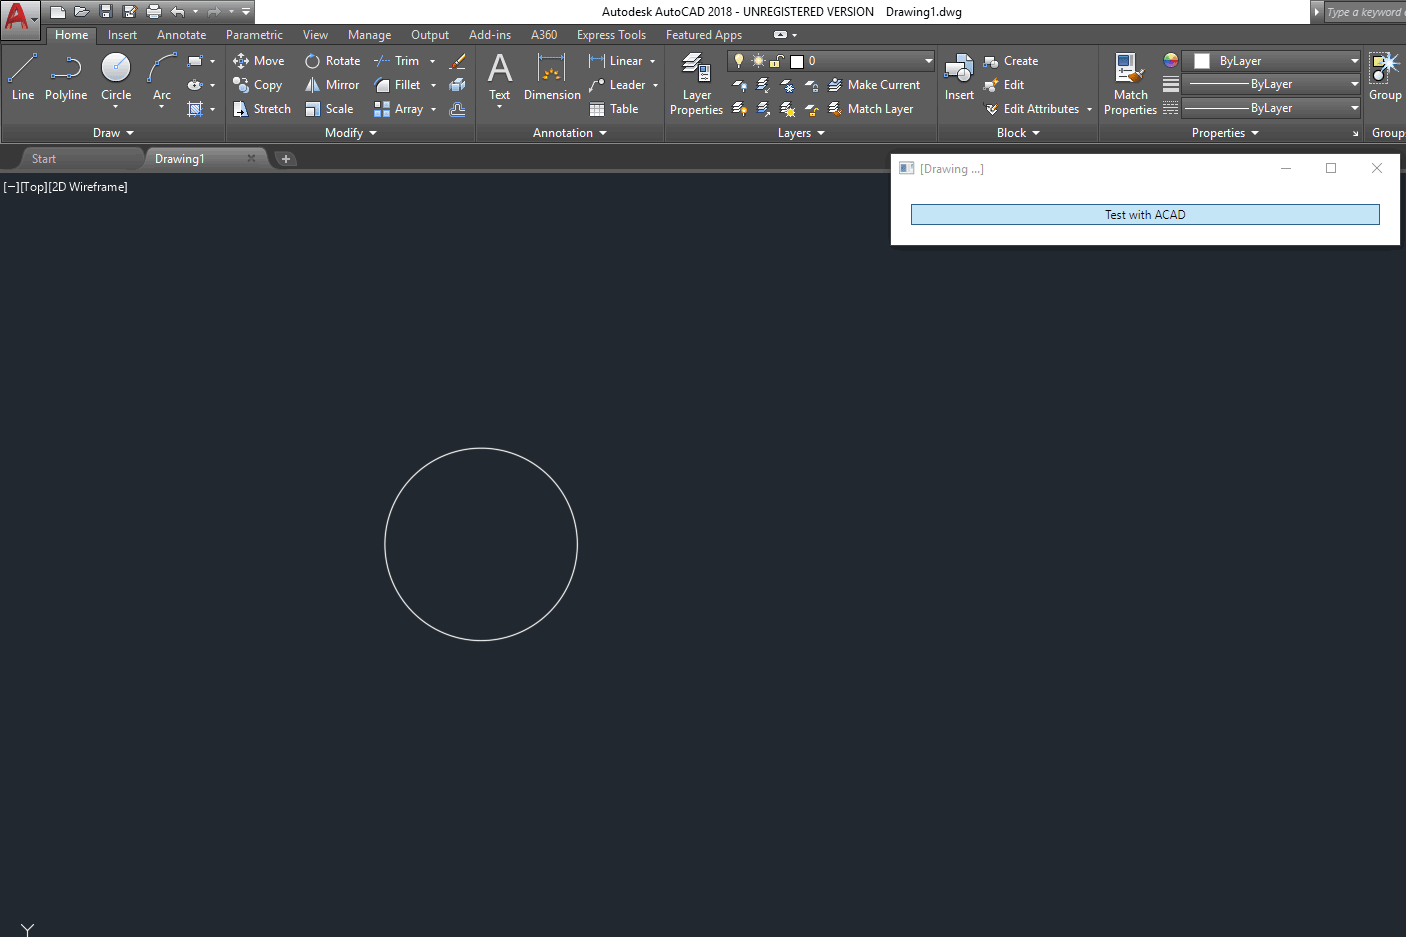 Autodesk AutoCAD 2018 - UNREGISTERED VERSION Drawing1.dwg
Type a keyword
Home Insert Annotate Parametric View Manage Output Add-ins A360 Express Tools Featured Apps
Line Polyline Circle Arc
Draw
Move Rotate Trim
Copy Mirror Fillet
Stretch Scale Array
Modify
Text Dimension
Linear
Leader
Table
Annotation
Layer
Properties
0
Make Current
Match Layer
Layers
Insert
Create
Edit
Edit Attributes
Block
Match
Properties
ByLayer
ByLayer
ByLayer
Properties
Group
Groups
Start Drawing1
[−][Top][2D Wireframe]
[Drawing ...]
Test with ACAD
Y